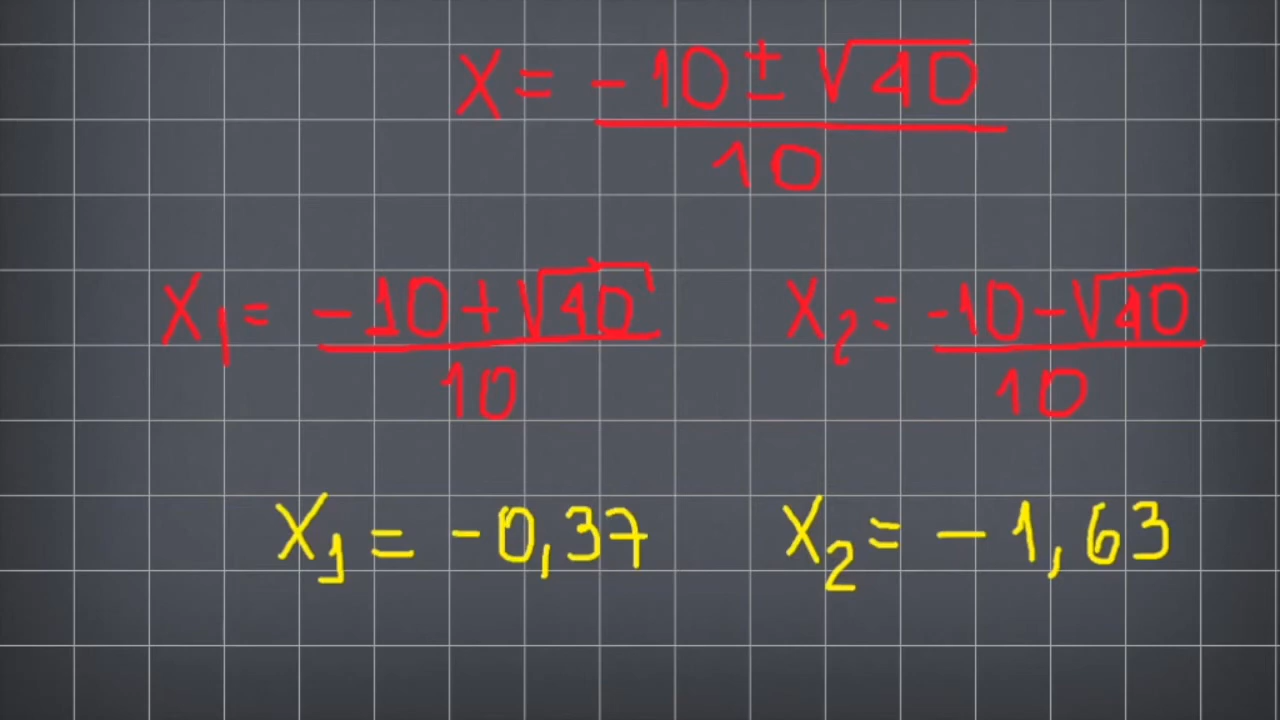 X = -10 ± √40
10
X1 = -10 + √40 X2 = -10 - √40
10 10
X1 = -0,37 X2 = -1,63